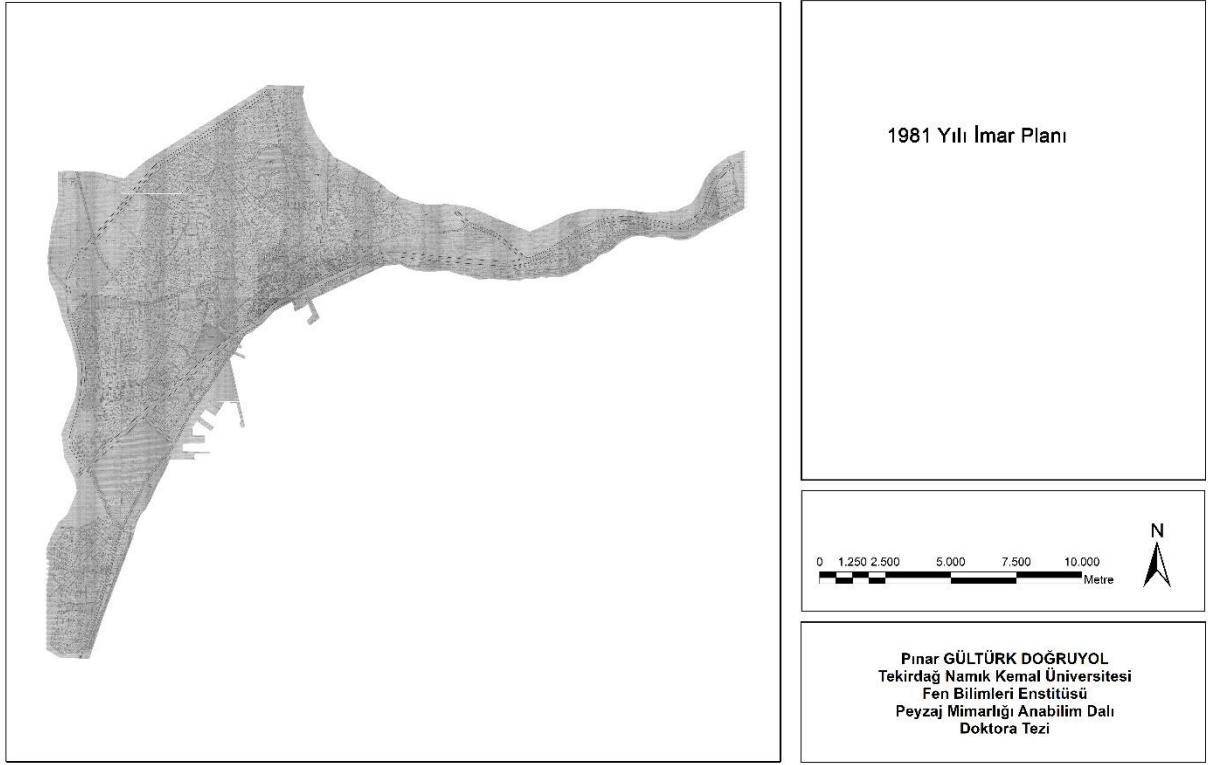 1981 Yılı İmar Planı
N
0 1.250 2.500 5.000 7.500 10.000
Metre
Pınar GÜLTÜRK DOĞRUYOL
Tekirdağ Namık Kemal Üniversitesi
Fen Bilimleri Enstitüsü
Peyzaj Mimarlığı Anabilim Dalı
Doktora Tezi